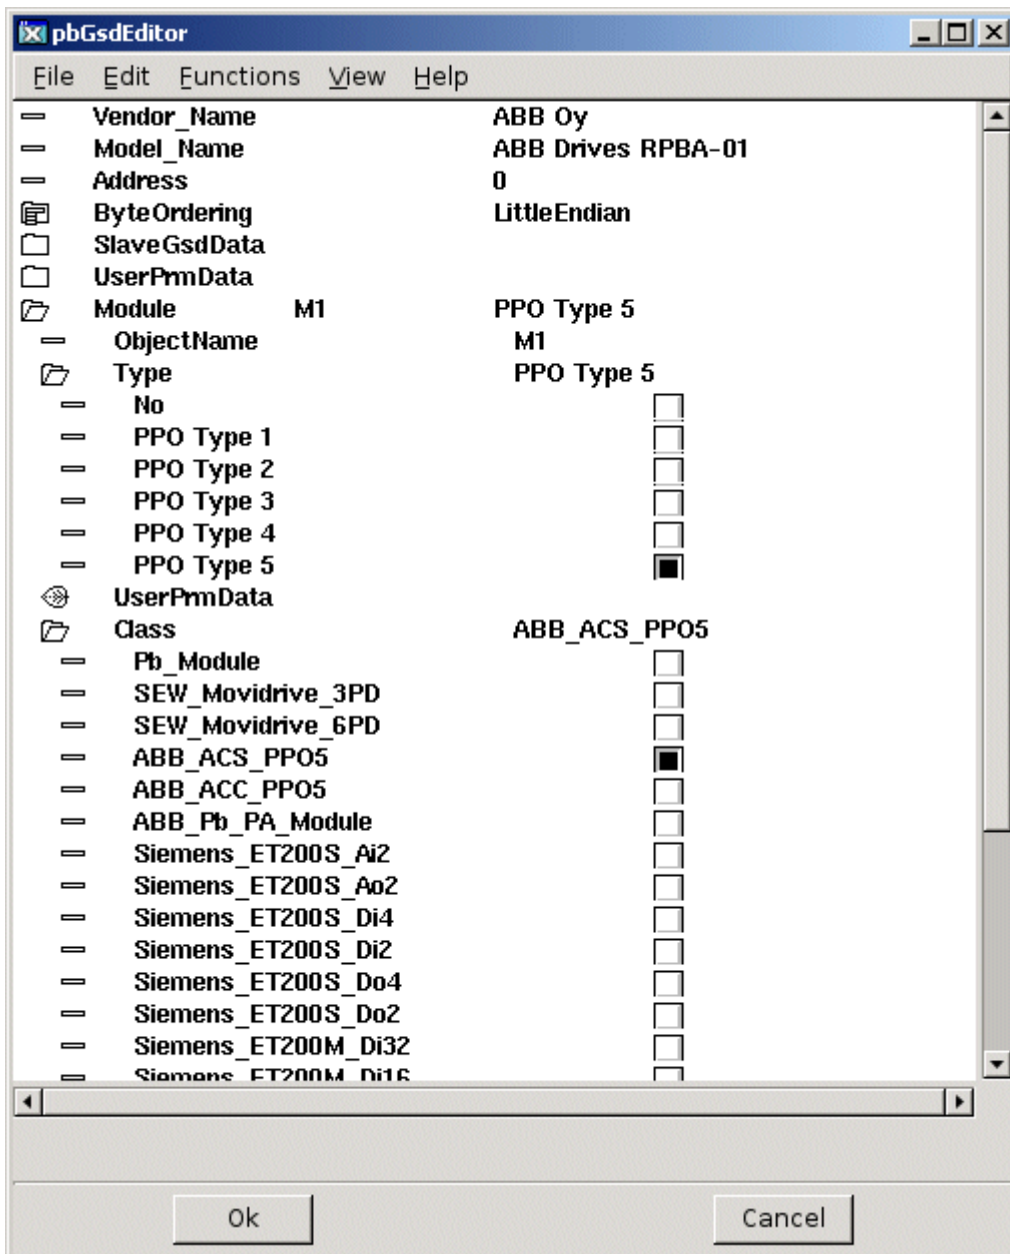 pbGsdEditor
File Edit Functions View Help
Vendor_Name ABB Oy
Model_Name ABB Drives RPBA-01
Address 0
ByteOrdering LittleEndian
SlaveGsdData
UserPrmData
Module M1 PPO Type 5
ObjectName M1
Type PPO Type 5
No
PPO Type 1
PPO Type 2
PPO Type 3
PPO Type 4
PPO Type 5
UserPrmData
Class ABB_ACS_PPO5
Pb_Module
SEW_Movidrive_3PD
SEW_Movidrive_6PD
ABB_ACS_PPO5
ABB_ACC_PPO5
ABB_Pb_PA_Module
Siemens_ET200S_Ai2
Siemens_ET200S_Ao2
Siemens_ET200S_Di4
Siemens_ET200S_Di2
Siemens_ET200S_Do4
Siemens_ET200S_Do2
Siemens_ET200M_Di32
Siemens_ET200M_Di16
Ok Cancel